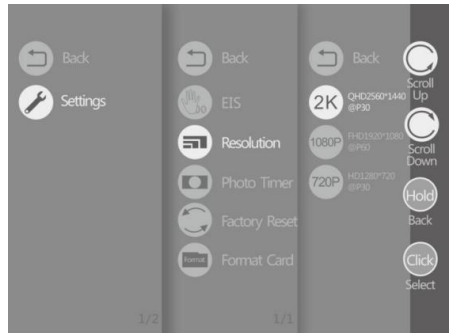 Back
Settings
1/2
Back
EIS
Resolution
Photo Timer
Factory Reset
Format
Format Card
1/1
Back
2K
QHD2560*1440
@P30
1080P
FHD1920*1080
@P60
720P
HD1280*720
@P30
Scroll
Up
Scroll
Down
Hold
Back
Click
Select